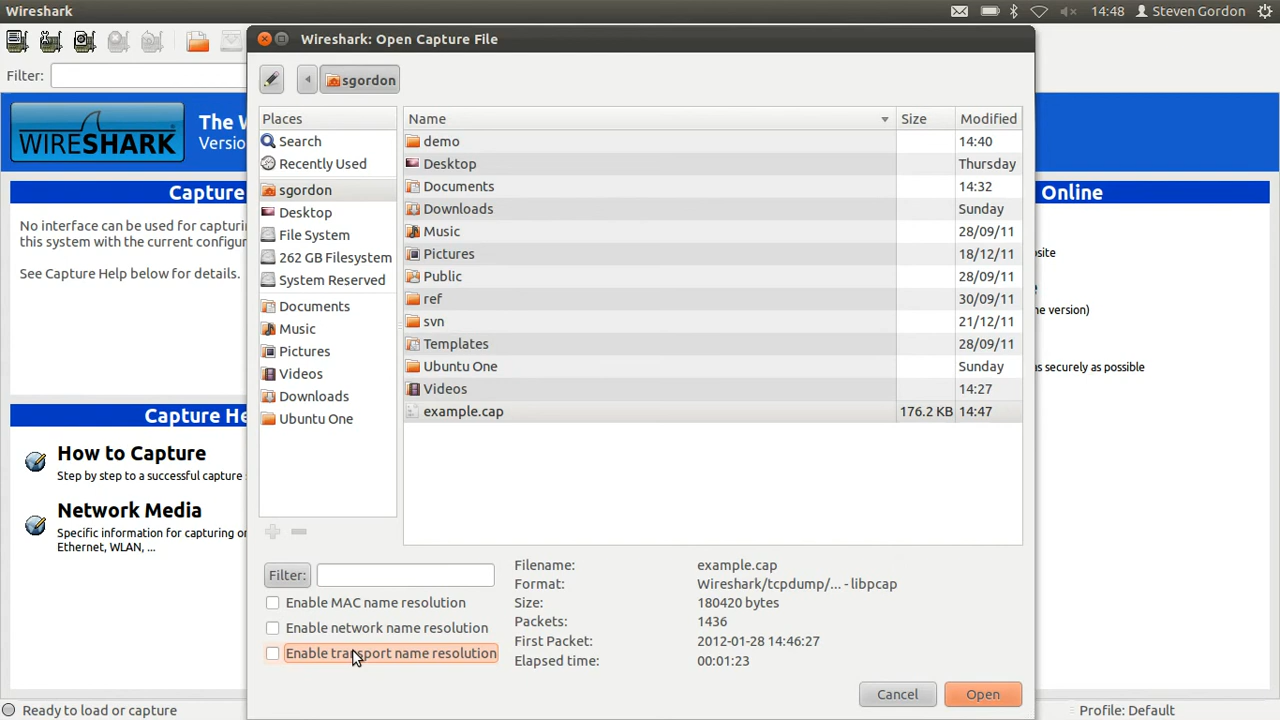 Wireshark
14:48
Steven Gordon
Wireshark: Open Capture File
Filter:
sgordon
WIRESHARK
The W
Versio
Capture
No interface can be used for capturi
this system with the current configur
See Capture Help below for details.
Capture He
How to Capture
Step by step to a successful capture
Network Media
Specific information for capturing or
Ethernet, WLAN, ...
Places
Search
Recently Used
sgordon
Desktop
File System
262 GB Filesystem
System Reserved
Documents
Music
Pictures
Videos
Downloads
Ubuntu One
Name Size Modified
demo 14:40
Desktop Thursday
Documents 14:32
Downloads Sunday
Music 28/09/11
Pictures 18/12/11
Public 28/09/11
ref 30/09/11
svn 21/12/11
Templates 28/09/11
Ubuntu One Sunday
Videos 14:27
example.cap 176.2 KB 14:47
Filter:
Enable MAC name resolution
Enable network name resolution
Enable transport name resolution
Filename: example.cap
Format: Wireshark/tcpdump/... - libpcap
Size: 180420 bytes
Packets: 1436
First Packet: 2012-01-28 14:46:27
Elapsed time: 00:01:23
Cancel
Open
Online
site
e version)
s securely as possible
Ready to load or capture
Profile: Default